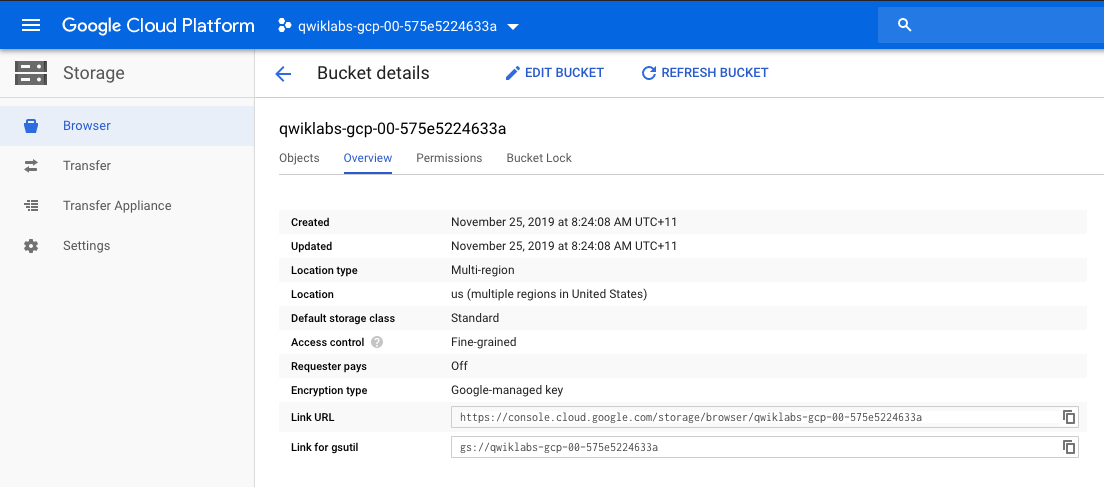 Google Cloud Platform qwiklabs-gcp-00-575e5224633a
Storage
Bucket details EDIT BUCKET REFRESH BUCKET
Browser
Transfer
Transfer Appliance
Settings
qwiklabs-gcp-00-575e5224633a
Objects Overview Permissions Bucket Lock
Created November 25, 2019 at 8:24:08 AM UTC+11
Updated November 25, 2019 at 8:24:08 AM UTC+11
Location type Multi-region
Location us (multiple regions in United States)
Default storage class Standard
Access control ? Fine-grained
Requester pays Off
Encryption type Google-managed key
Link URL https://console.cloud.google.com/storage/browser/qwiklabs-gcp-00-575e5224633a
Link for gsutil gs://qwiklabs-gcp-00-575e5224633a